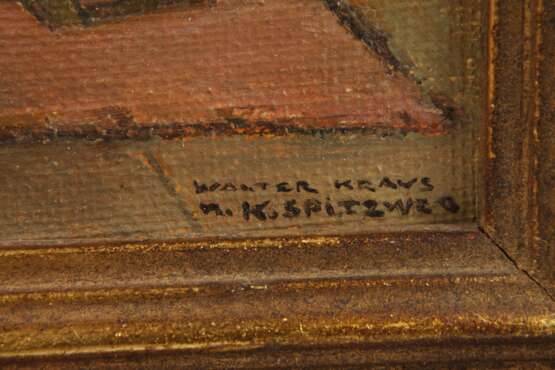 WALTER KRAUS
N. K. SPITZWEG